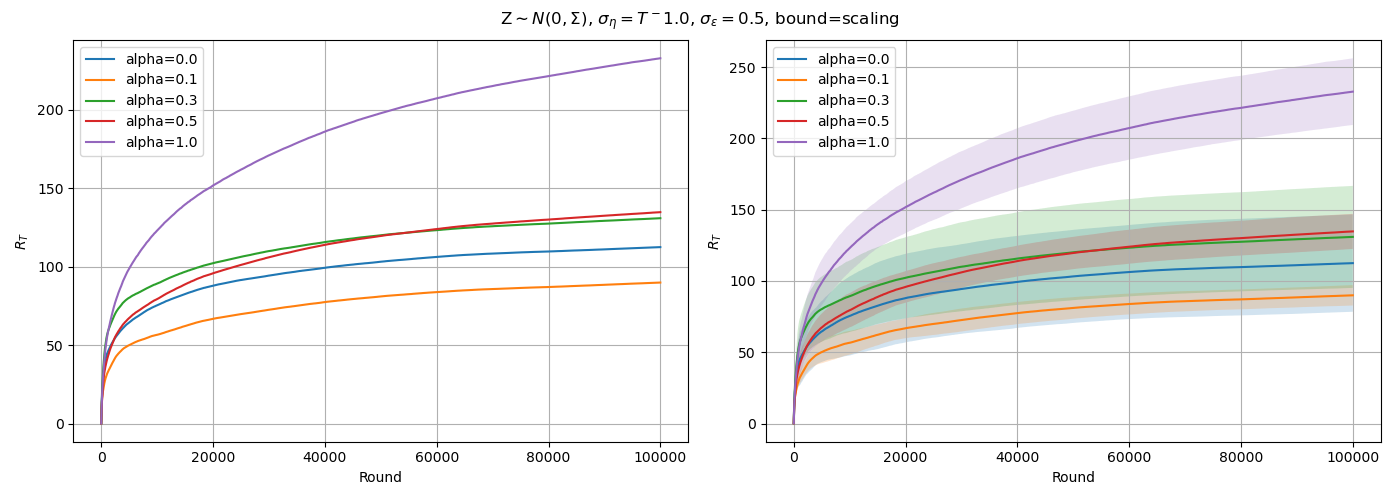 Z ∼ N(0, Σ), σ_η = T⁻1.0, σ_ε = 0.5, bound=scaling
alpha=0.0
alpha=0.1
alpha=0.3
alpha=0.5
alpha=1.0
200
150
100
50
0
R_T
0 20000 40000 60000 80000 100000
Round
alpha=0.0
alpha=0.1
alpha=0.3
alpha=0.5
alpha=1.0
250
200
150
100
50
0
R_T
0 20000 40000 60000 80000 100000
Round